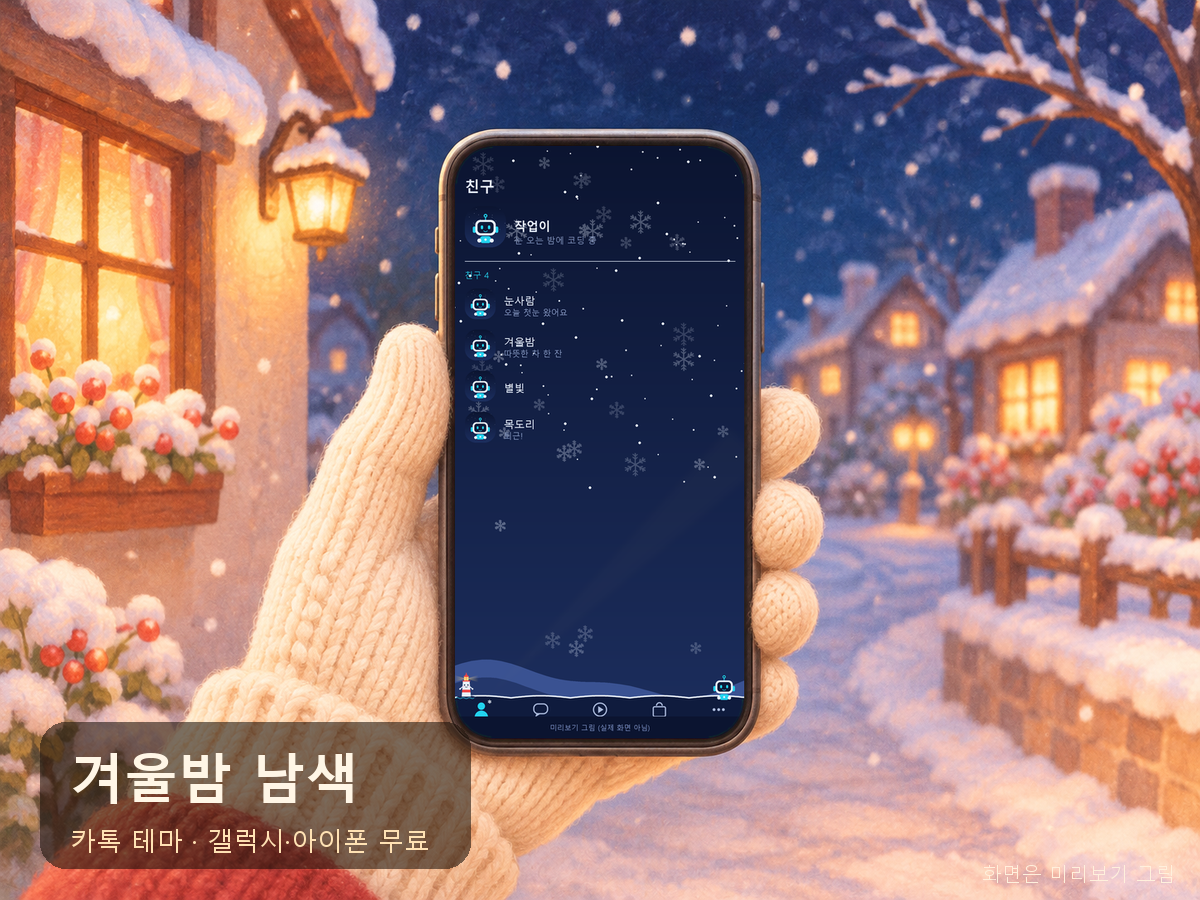 친구
작업이
눈 오는 밤에 코딩 중
친구 4
눈사람
오늘 첫눈 왔어요
겨울밤
따뜻한 차 한 잔
별빛
목도리
퇴근!
미리보기 그림 (실제 화면 아님)
겨울밤 남색
카톡 테마 · 갤럭시·아이폰 무료
화면은 미리보기 그림